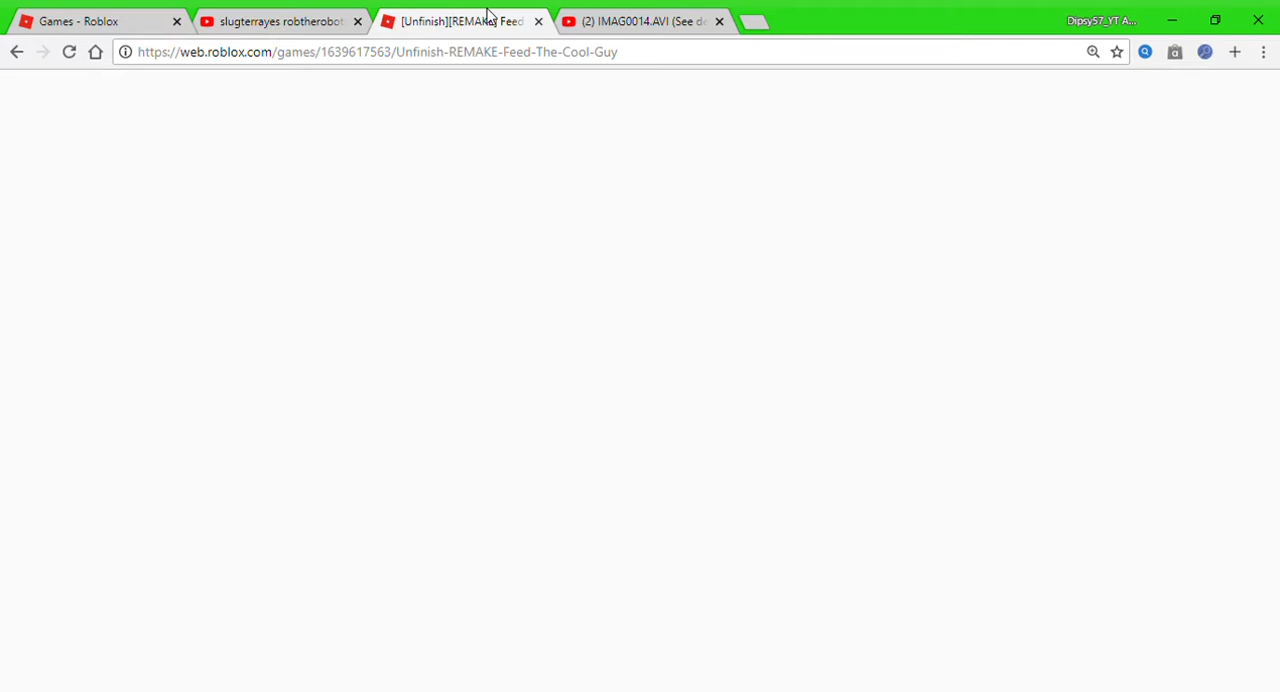 Games - Roblox
slugterrayes robtherobot
[Unfinish][REMAKE] Feed
(2) IMAG0014.AVI (See de
Dipsy57_YT A...
https://web.roblox.com/games/1639617563/Unfinish-REMAKE-Feed-The-Cool-Guy